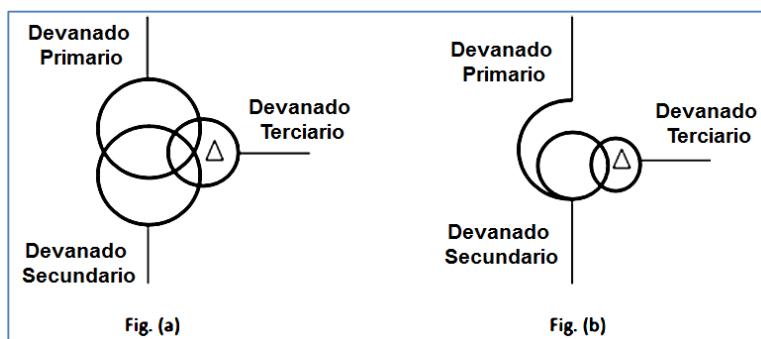 Devanado
Primario
Devanado
Terciario
Δ
Devanado
Secundario
Fig. (a)
Devanado
Primario
Devanado
Terciario
Δ
Devanado
Secundario
Fig. (b)